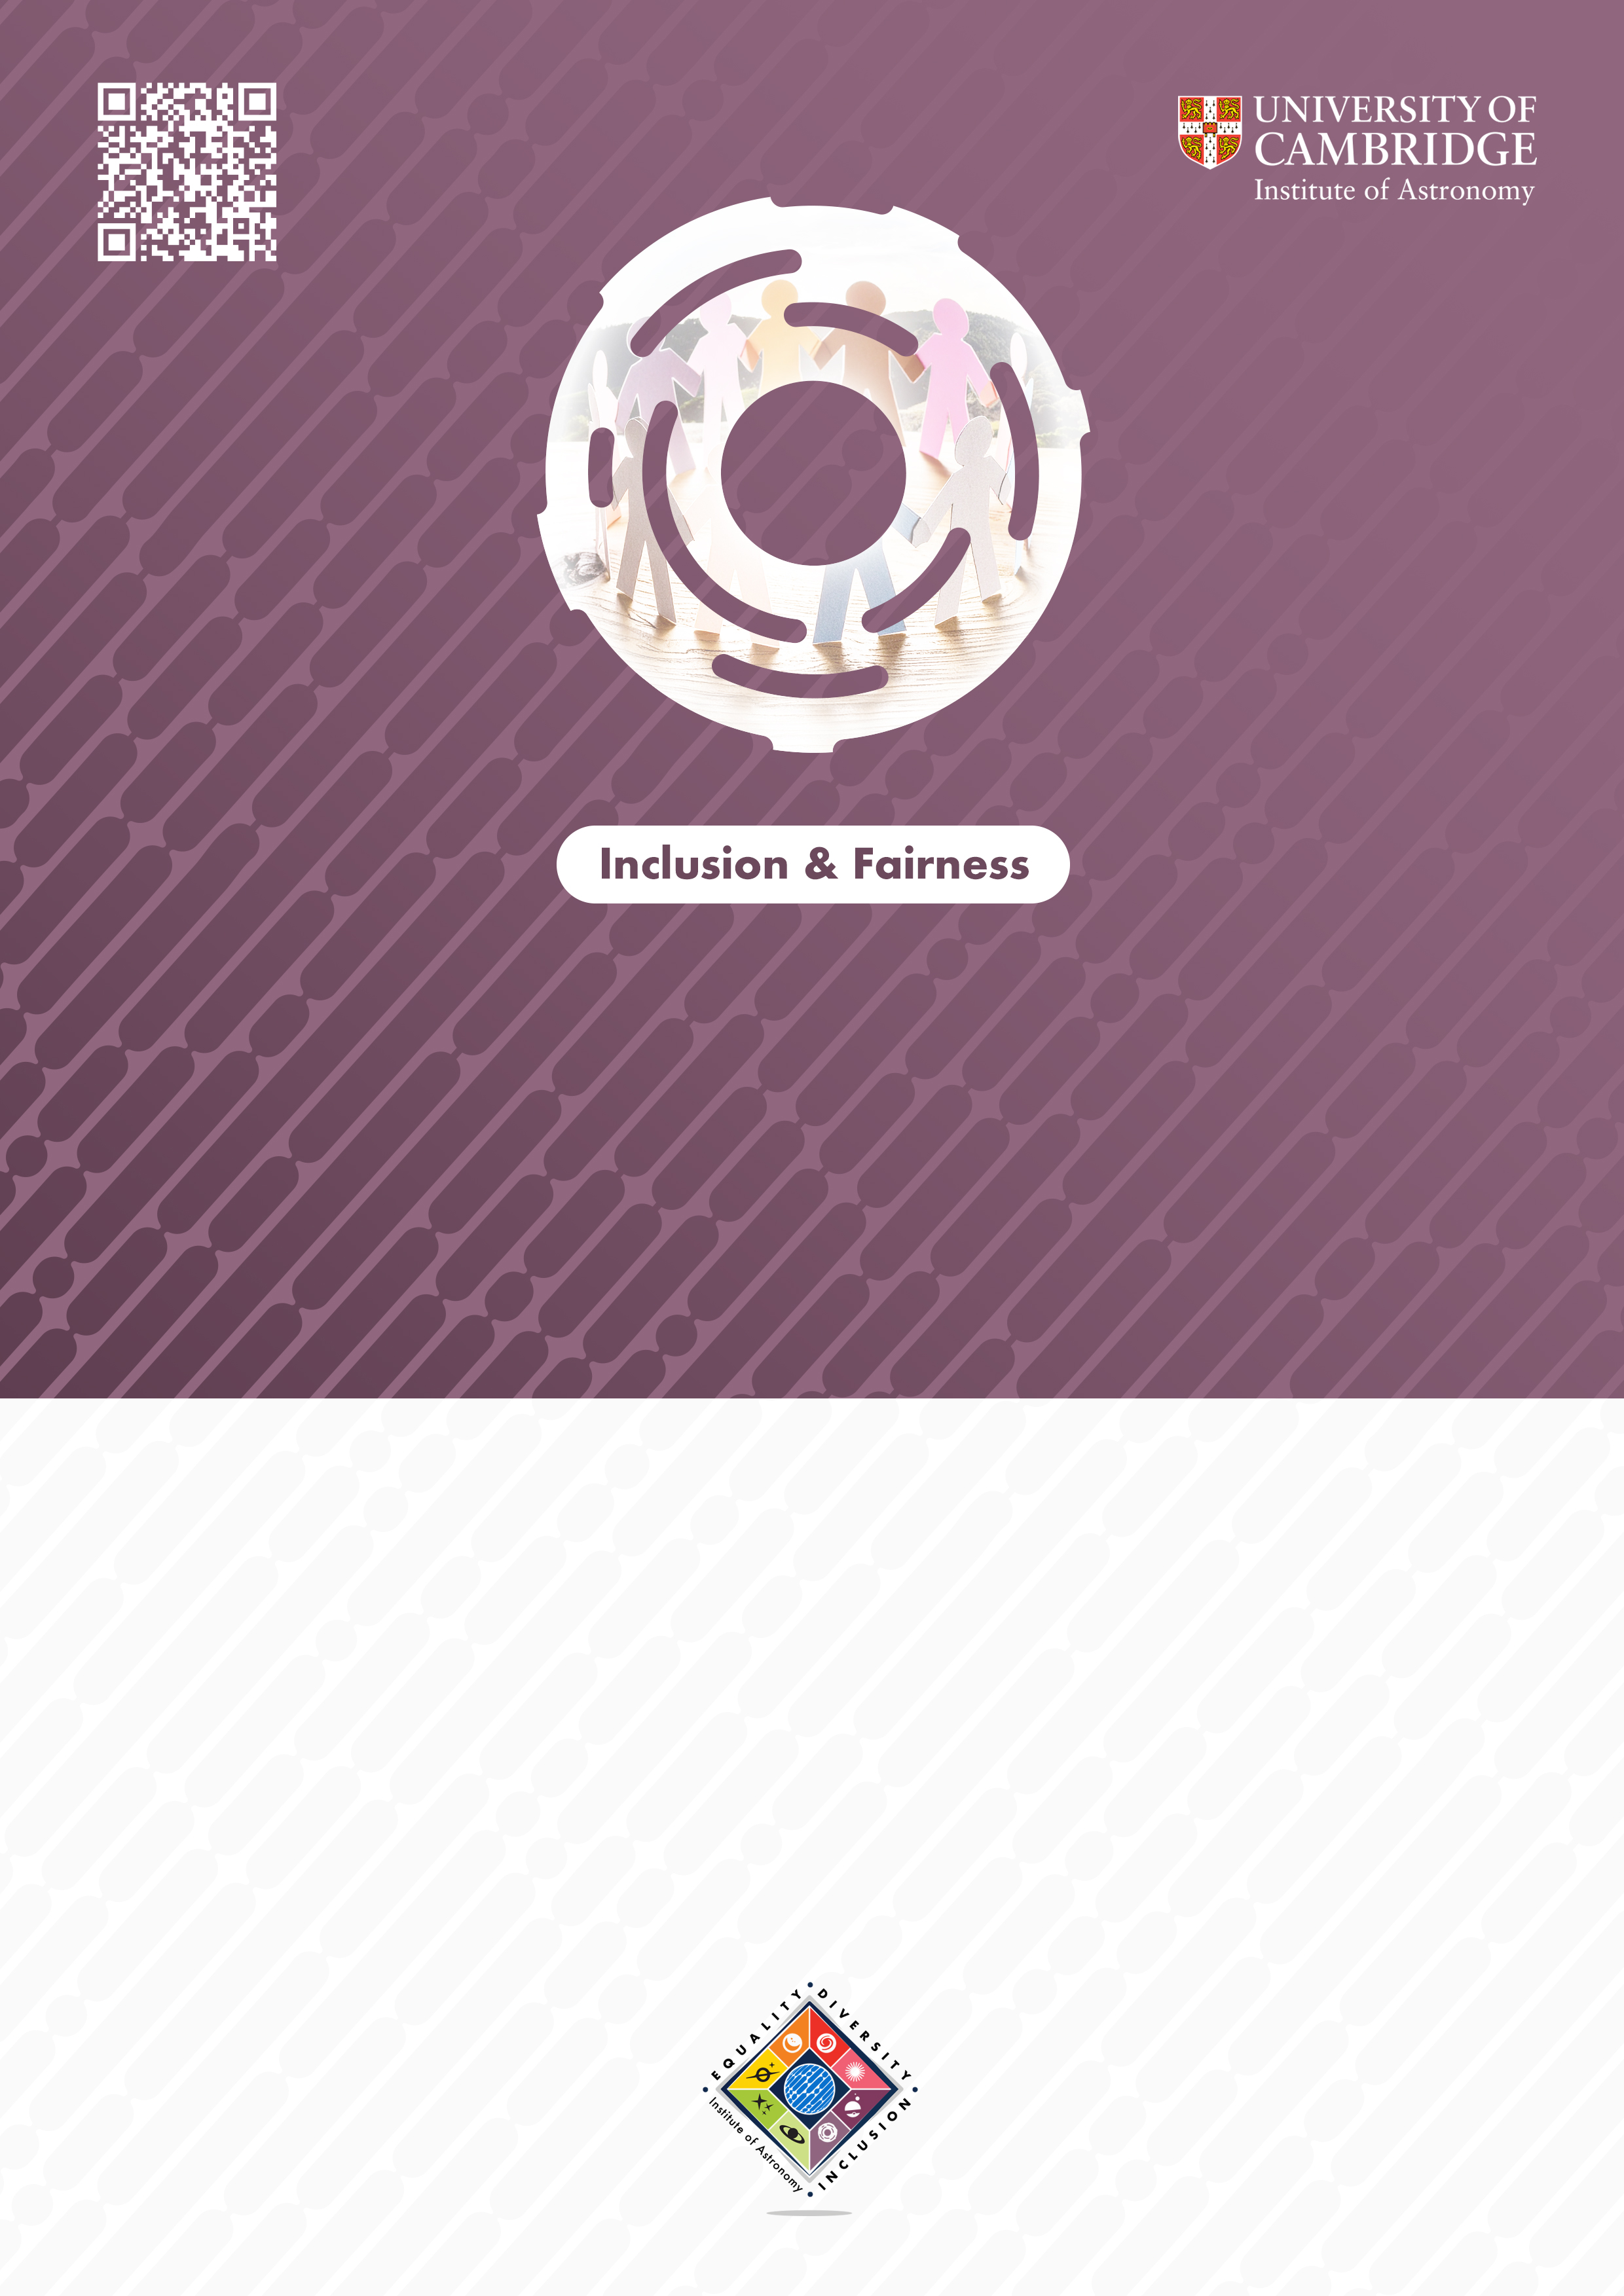 UNIVERSITY OF
CAMBRIDGE
Institute of Astronomy
Inclusion & Fairness
EQUALITY
DIVERSITY
Institute of Astronomy
INCLUSION